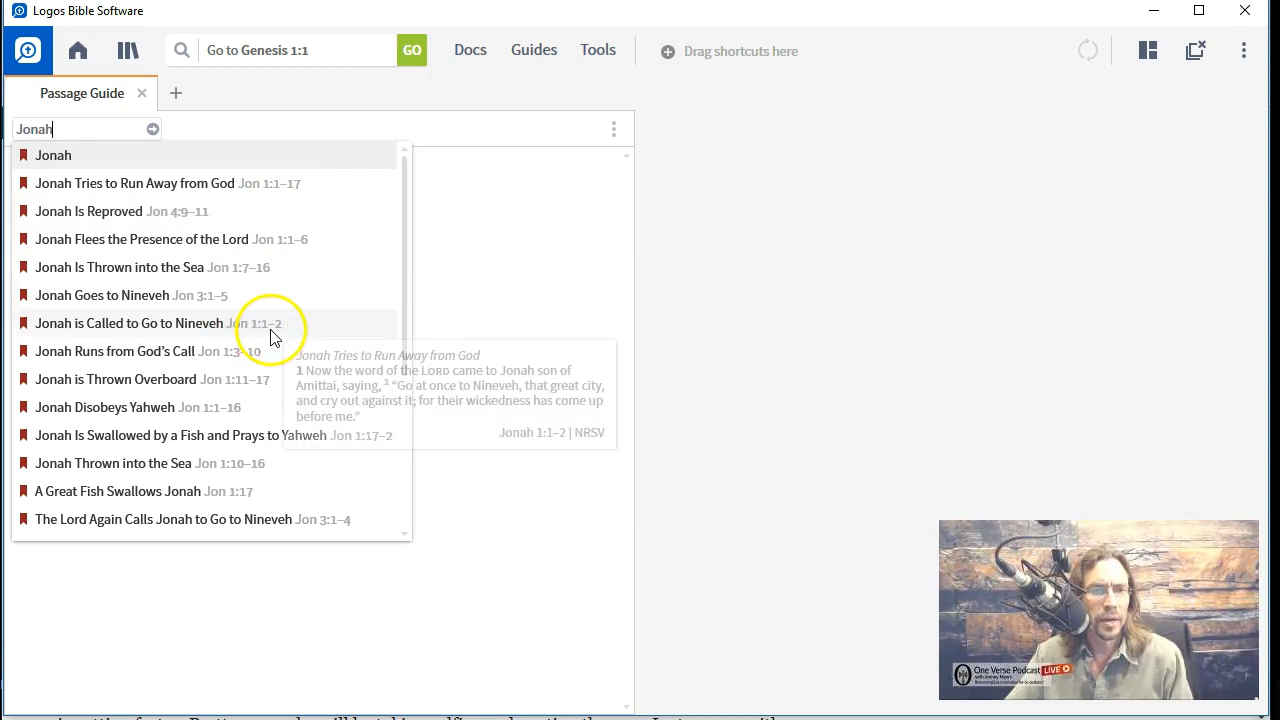 Logos Bible Software
Go to Genesis 1:1
GO
Docs
Guides
Tools
Drag shortcuts here
Passage Guide
Jonah
Jonah
Jonah Tries to Run Away from God Jon 1:1–17
Jonah Is Reproved Jon 4:9–11
Jonah Flees the Presence of the Lord Jon 1:1–6
Jonah Is Thrown into the Sea Jon 1:7–16
Jonah Goes to Nineveh Jon 3:1–5
Jonah is Called to Go to Nineveh Jon 1:1–2
Jonah Runs from God's Call Jon 1:3–10
Jonah is Thrown Overboard Jon 1:11–17
Jonah Disobeys Yahweh Jon 1:1–16
Jonah Is Swallowed by a Fish and Prays to Yahweh Jon 1:17–2
Jonah Thrown into the Sea Jon 1:10–16
A Great Fish Swallows Jonah Jon 1:17
The Lord Again Calls Jonah to Go to Nineveh Jon 3:1–4
Jonah Tries to Run Away from God
1 Now the word of the LORD came to Jonah son of
Amittai, saying, 2 “Go at once to Nineveh, that great city,
and cry out against it; for their wickedness has come up
before me.”
Jonah 1:1–2 | NRSV
One Verse Podcast LIVE
with Jeremy Myers